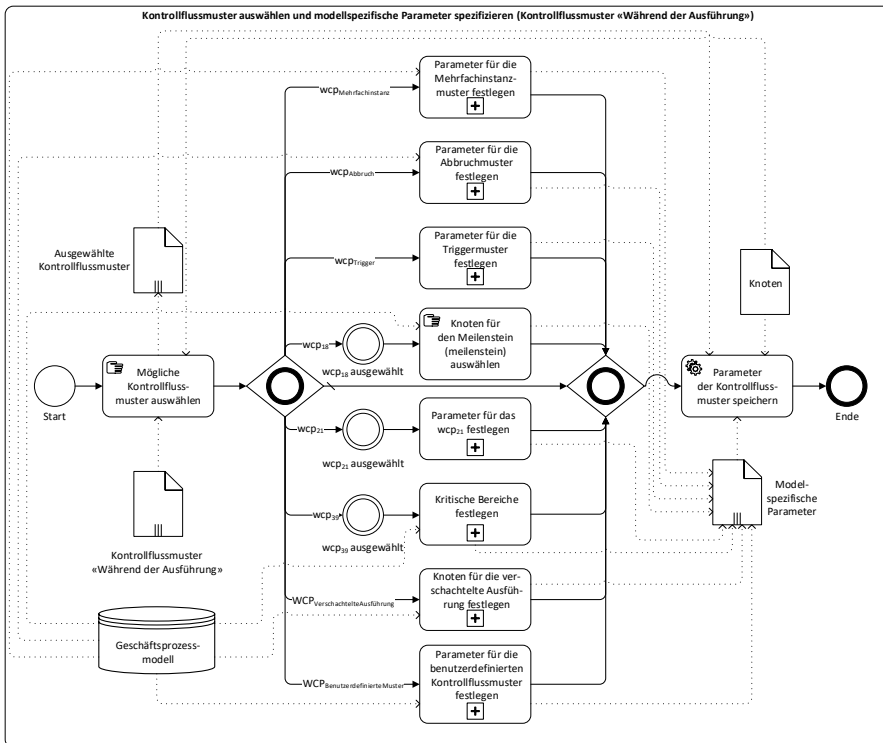 Kontrollflussmuster auswählen und modellspezifische Parameter spezifizieren (Kontrollflussmuster «Während der Ausführung»)
Parameter für die
Mehrfachinstanz-
muster festlegen
wcpMehrfachinstanz
Parameter für die
Abbruchmuster
festlegen
wcpAbbruch
Ausgewählte
Kontrollflussmuster
Parameter für die
Triggermuster
festlegen
wcpTrigger
Knoten
Knoten für
den Meilenstein
(meilenstein)
auswählen
wcp18
wcp18 ausgewählt
Start
Mögliche
Kontrollfluss-
muster auswählen
Parameter
der Kontrollfluss-
muster speichern
Ende
Parameter für das
wcp21 festlegen
wcp21
wcp21 ausgewählt
Kontrollflussmuster
«Während der Ausführung»
Kritische Bereiche
festlegen
wcp39
wcp39 ausgewählt
Model-
spezifische
Parameter
Knoten für die ver-
schachtelte Ausfüh-
rung festlegen
WCPVerschachtelteAusführung
Geschäftsprozess-
modell
Parameter für die
benutzerdefinierten
Kontrollflussmuster
festlegen
WCPBenutzerdefinierteMuster